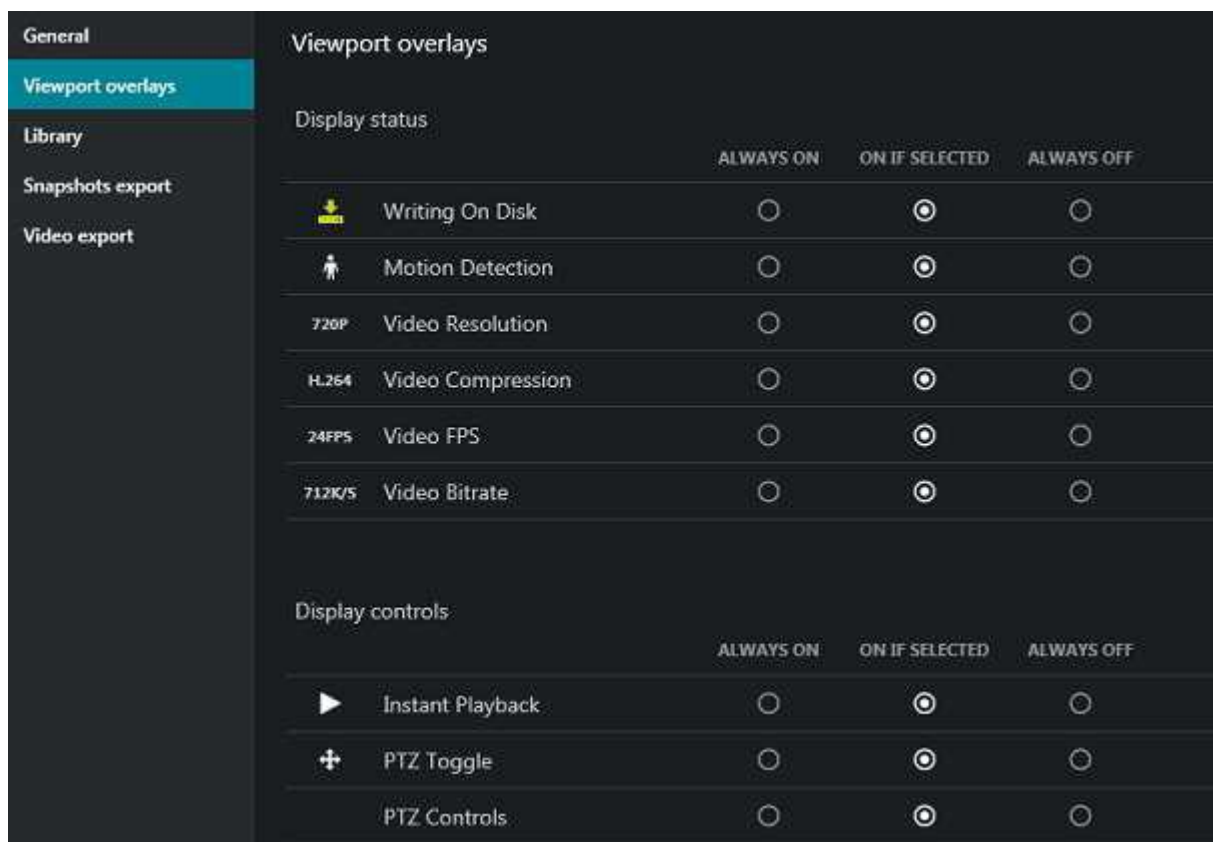 General
Viewport overlays
Library
Snapshots export
Video export
Viewport overlays
Display status
ALWAYS ON ON IF SELECTED ALWAYS OFF
Writing On Disk
Motion Detection
720P Video Resolution
H.264 Video Compression
24FPS Video FPS
712K/S Video Bitrate
Display controls
ALWAYS ON ON IF SELECTED ALWAYS OFF
Instant Playback
PTZ Toggle
PTZ Controls